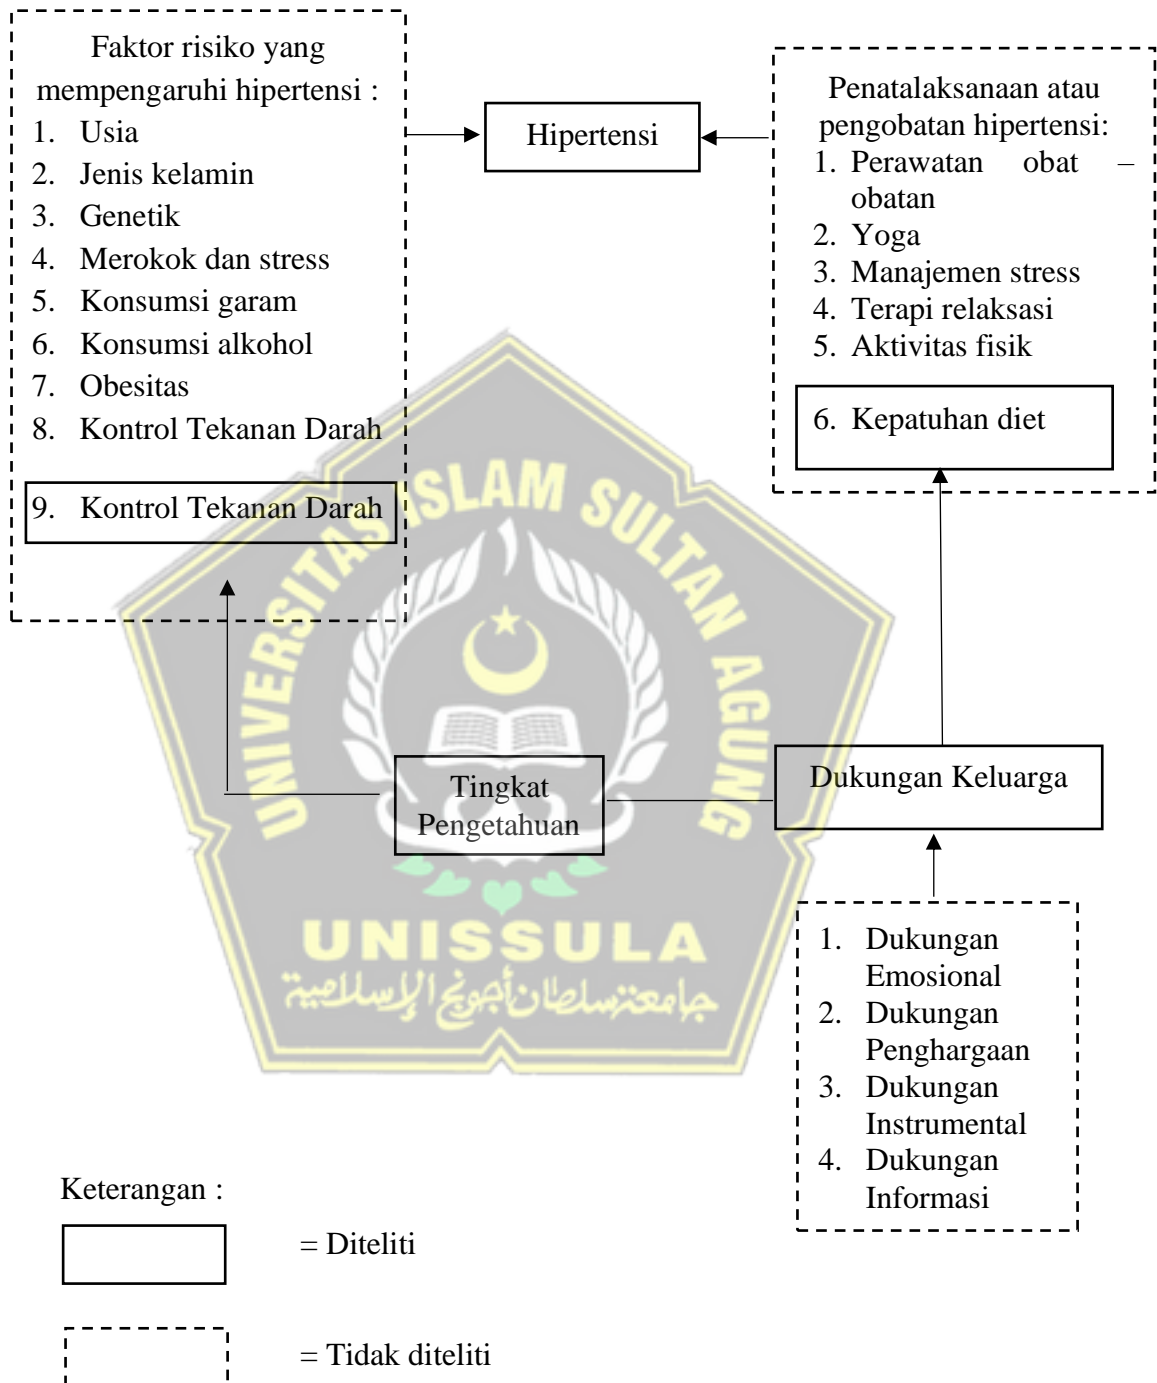 Faktor risiko yang
mempengaruhi hipertensi :
1. Usia
2. Jenis kelamin
3. Genetik
4. Merokok dan stress
5. Konsumsi garam
6. Konsumsi alkohol
7. Obesitas
8. Kontrol Tekanan Darah
9. Kontrol Tekanan Darah
Hipertensi
Penatalaksanaan atau
pengobatan hipertensi:
1. Perawatan obat –
obatan
2. Yoga
3. Manajemen stress
4. Terapi relaksasi
5. Aktivitas fisik
6. Kepatuhan diet
UNIVERSITAS ISLAM SULTAN AGUNG
Tingkat
Pengetahuan
Dukungan Keluarga
UNISSULA
جامعة سلطان أجونج الإسلامية
1. Dukungan
Emosional
2. Dukungan
Penghargaan
3. Dukungan
Instrumental
4. Dukungan
Informasi
Keterangan :
= Diteliti
= Tidak diteliti